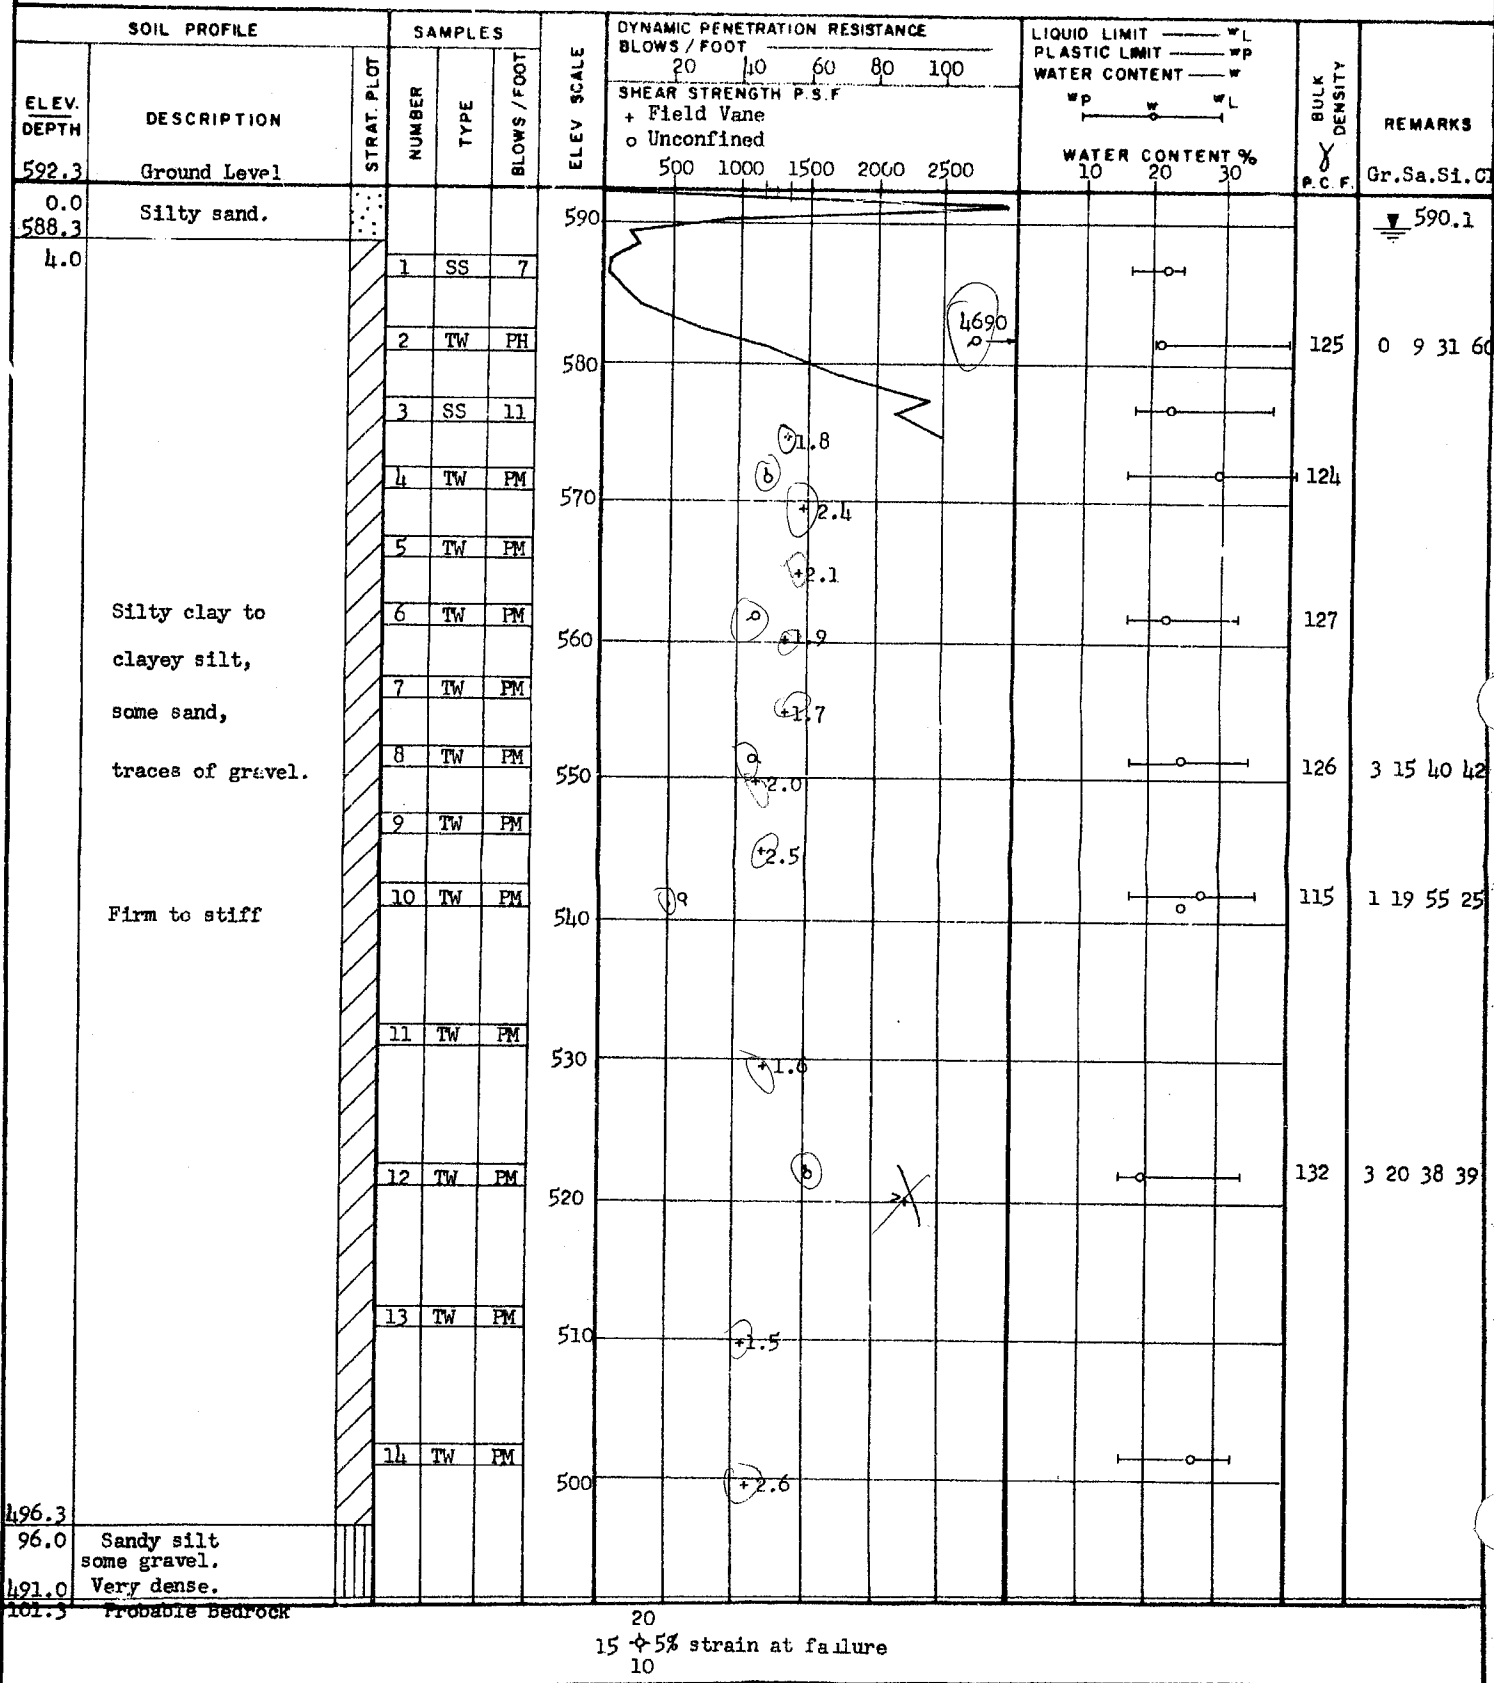 SOIL PROFILE
SAMPLES
ELEV. DEPTH
DESCRIPTION
STRAT. PLOT
NUMBER
TYPE
BLOWS / FOOT
ELEV SCALE
DYNAMIC PENETRATION RESISTANCE
BLOWS / FOOT
20 40 60 80 100
SHEAR STRENGTH P.S.F
+ Field Vane
o Unconfined
500 1000 1500 2000 2500
LIQUID LIMIT —— wL
PLASTIC LIMIT —— wP
WATER CONTENT —— w
wP w wL
WATER CONTENT %
10 20 30
BULK DENSITY
γ
P.C.F.
REMARKS
Gr.Sa.Si.Cl
592.3 Ground Level
0.0 Silty sand.
588.3
590 590.1
4.0
1 SS 7
4690
2 TW PH 125 0 9 31 60
580
3 SS 11
1.8
4 TW PM 124
570
2.4
5 TW PM
2.1
Silty clay to
6 TW PM 127
560 1.9
clayey silt,
7 TW PM
some sand, 1.7
8 TW PM 126 3 15 40 42
traces of gravel.
550 2.0
9 TW PM
2.5
10 TW PM 115 1 19 55 25
Firm to stiff
540
11 TW PM
530 1.6
12 TW PM 132 3 20 38 39
520
13 TW PM
510 1.5
14 TW PM
500 2.6
496.3
96.0 Sandy silt
some gravel.
491.0 Very dense.
101.3 Probable Bedrock
20
15 5% strain at failure
10